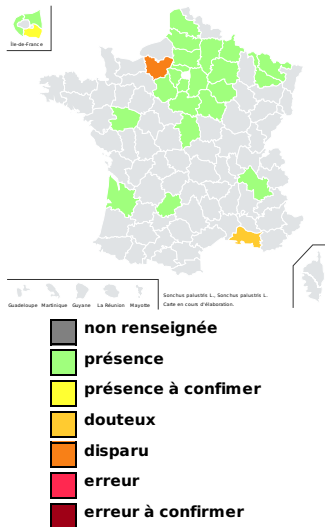 Île-de-France
Guadeloupe Martinique Guyane La Réunion Mayotte
Sonchus palustris L., Sonchus palustris L.
Carte en cours d'élaboration.
non renseignée
présence
présence à confimer
douteux
disparu
erreur
erreur à confirmer